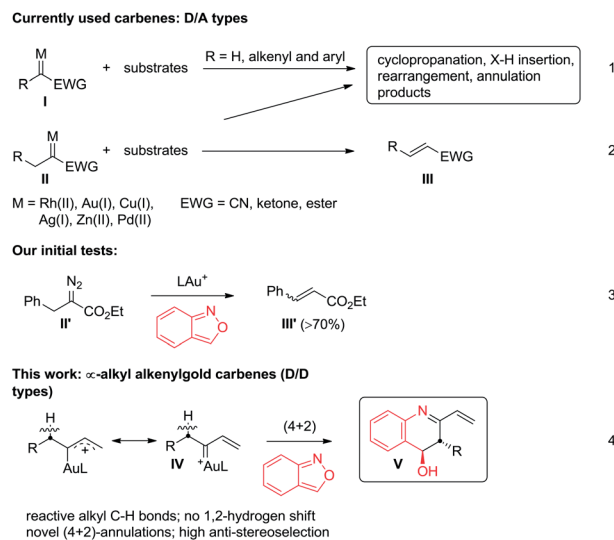 Currently used carbenes: D/A types
M
R
EWG
I
+ substrates
R = H, alkenyl and aryl
cyclopropanation, X-H insertion,
rearrangement, annulation
products
1
M
R
EWG
II
+ substrates
R
EWG
III
2
M = Rh(II), Au(I), Cu(I),
Ag(I), Zn(II), Pd(II)
EWG = CN, ketone, ester
Our initial tests:
N2
Ph
CO2Et
II'
LAu+
N
O
Ph
CO2Et
III' (>70%)
3
This work: ∝-alkyl alkenylgold carbenes (D/D
types)
H
R
+
AuL
H
R
IV
+AuL
(4+2)
N
O
N
R
V
OH
4
reactive alkyl C-H bonds; no 1,2-hydrogen shift
novel (4+2)-annulations; high anti-stereoselection